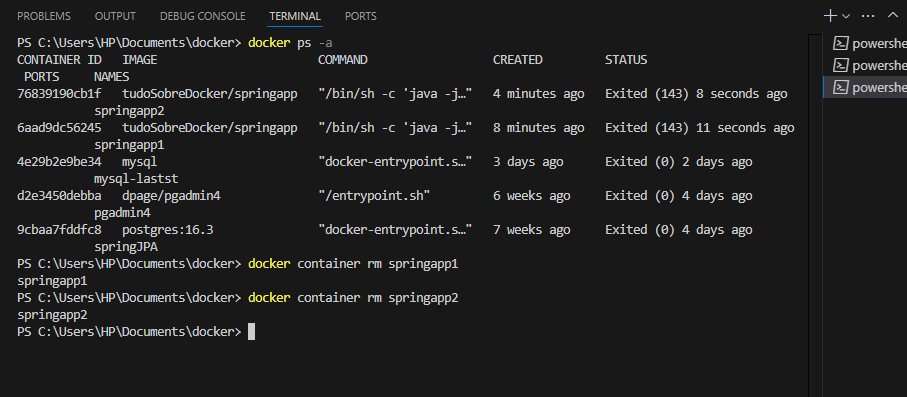 PROBLEMS OUTPUT DEBUG CONSOLE TERMINAL PORTS
PS C:\Users\HP\Documents\docker> docker ps -a
CONTAINER ID IMAGE COMMAND CREATED STATUS
PORTS NAMES
76839190cb1f tudoSobreDocker/springapp "/bin/sh -c 'java -j…" 4 minutes ago Exited (143) 8 seconds ago
springapp2
6aad9dc56245 tudoSobreDocker/springapp "/bin/sh -c 'java -j…" 8 minutes ago Exited (143) 11 seconds ago
springapp1
4e29b2e9be34 mysql "docker-entrypoint.s…" 3 days ago Exited (0) 2 days ago
mysql-lastst
d2e3450debba dpage/pgadmin4 "/entrypoint.sh" 6 weeks ago Exited (0) 4 days ago
pgadmin4
9cbaa7fddfc8 postgres:16.3 "docker-entrypoint.s…" 7 weeks ago Exited (0) 4 days ago
springJPA
PS C:\Users\HP\Documents\docker> docker container rm springapp1
springapp1
PS C:\Users\HP\Documents\docker> docker container rm springapp2
springapp2
PS C:\Users\HP\Documents\docker>
powershe
powershe
powershe